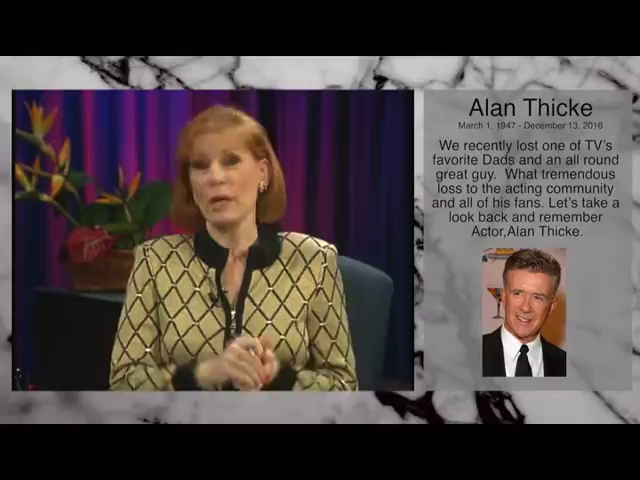 Alan Thicke
March 1, 1947 - December 13, 2016
We recently lost one of TV's
favorite Dads and an all round
great guy. What tremendous
loss to the acting community
and all of his fans. Let's take a
look back and remember
Actor,Alan Thicke.